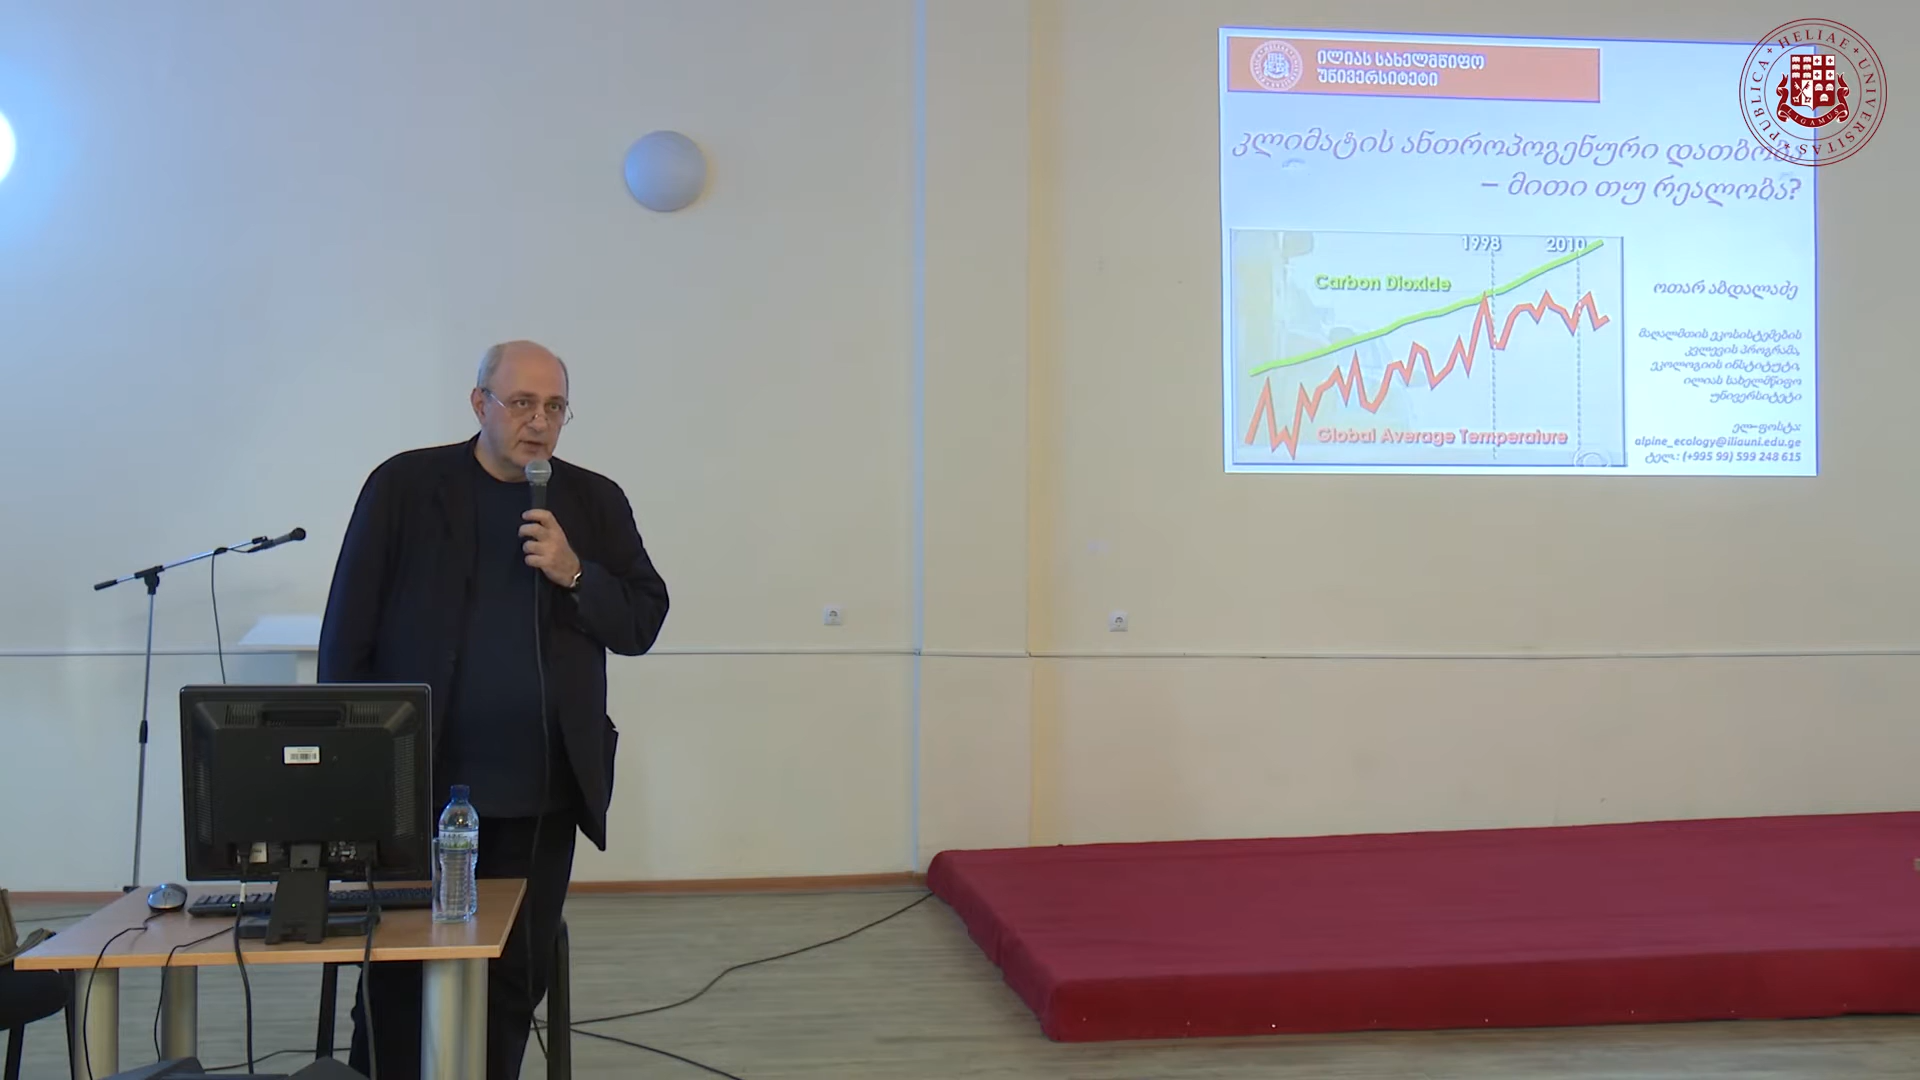 ილიას სახელმწიფო
უნივერსიტეტი
კლიმატის ანთროპოგენური დათბობა
– მითი თუ რეალობა?
1998
2010
Carbon Dioxide
Global Average Temperature
ოთარ აბდალაძე
მაღალმთის ეკოსისტემების
კვლევის პროგრამა,
ეკოლოგიის ინსტიტუტი,
ილიას სახელმწიფო
უნივერსიტეტი
ელ-ფოსტა:
alpine_ecology@iliauni.edu.ge
ტელ.: (+995 99) 599 248 615
PUBLICA HELIAE UNIVERSITAS
LIGAMUS